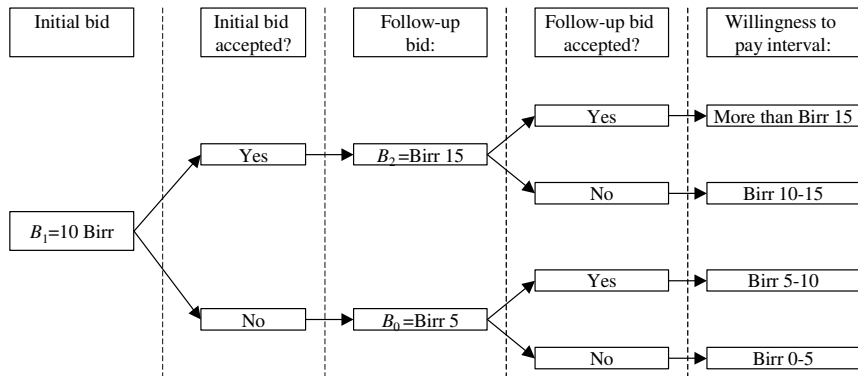 Initial bid
Initial bid
accepted?
Follow-up
bid:
Follow-up bid
accepted?
Willingness to
pay interval:
Yes
More than Birr 15
Yes
B₂=Birr 15
No
Birr 10-15
B₁=10 Birr
Yes
Birr 5-10
No
B₀=Birr 5
No
Birr 0-5